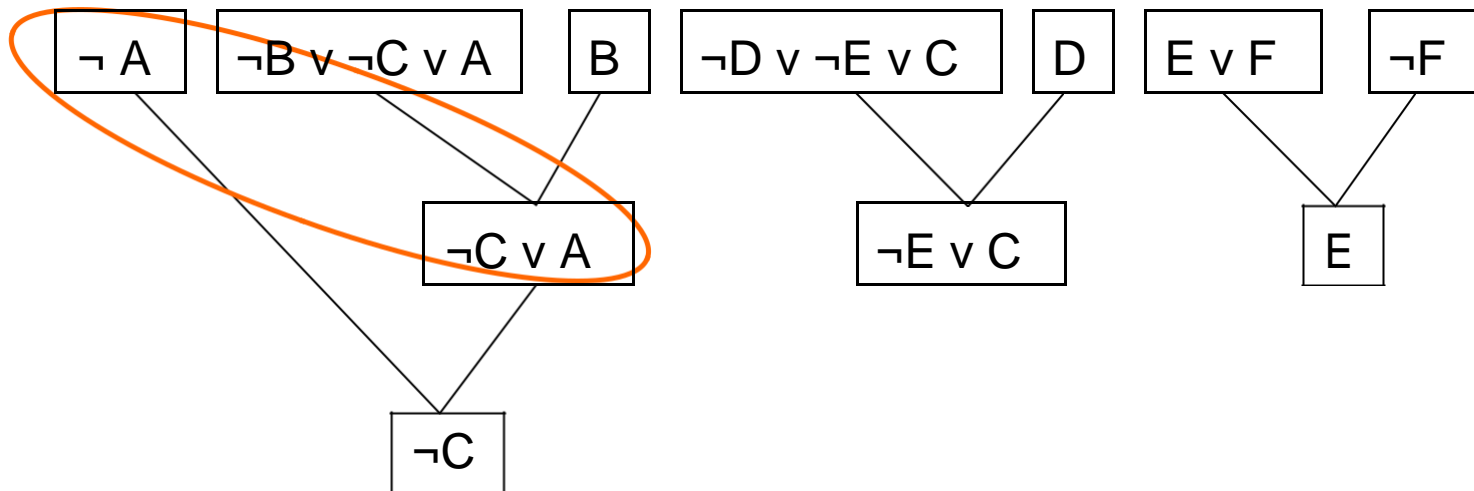 ¬ A ¬B v ¬C v A B ¬D v ¬E v C D E v F ¬F
¬C v A ¬E v C E
¬C